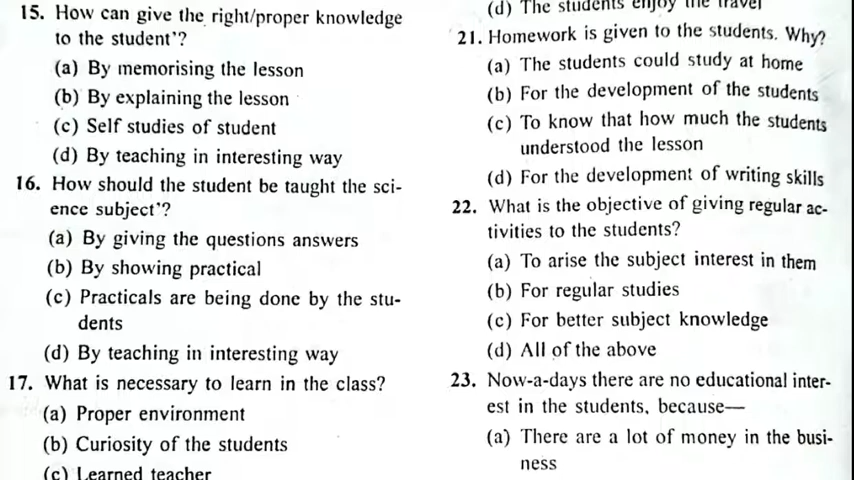 15. How can give the right/proper knowledge
to the student'?
(a) By memorising the lesson
(b) By explaining the lesson
(c) Self studies of student
(d) By teaching in interesting way
16. How should the student be taught the sci-
ence subject'?
(a) By giving the questions answers
(b) By showing practical
(c) Practicals are being done by the stu-
dents
(d) By teaching in interesting way
17. What is necessary to learn in the class?
(a) Proper environment
(b) Curiosity of the students
(c) Learned teacher
(d) The students enjoy the travel
21. Homework is given to the students. Why?
(a) The students could study at home
(b) For the development of the students
(c) To know that how much the students
understood the lesson
(d) For the development of writing skills
22. What is the objective of giving regular ac-
tivities to the students?
(a) To arise the subject interest in them
(b) For regular studies
(c) For better subject knowledge
(d) All of the above
23. Now-a-days there are no educational inter-
est in the students, because—
(a) There are a lot of money in the busi-
ness